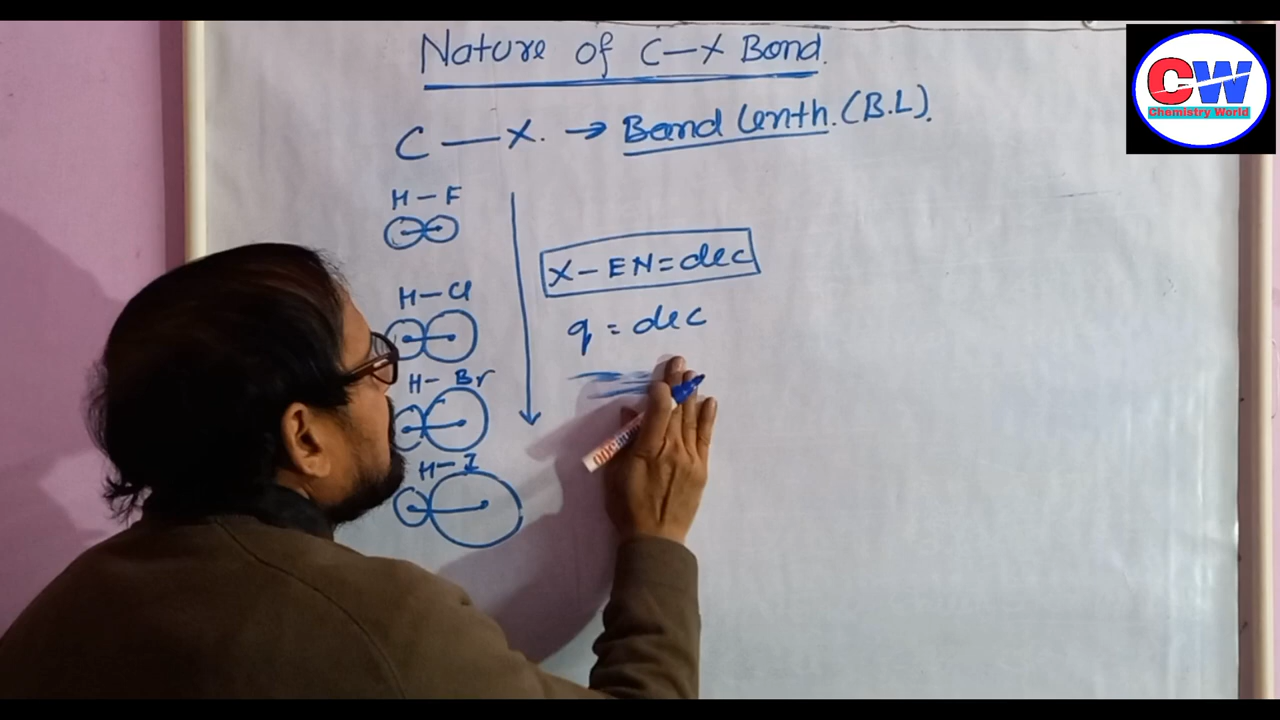 Nature of C—X Bond.
C — X. → Bond lenth. (B.L).
H – F
X – EN = dec
H – Cl
q = dec
H – Br
H – I
CW
Chemistry World